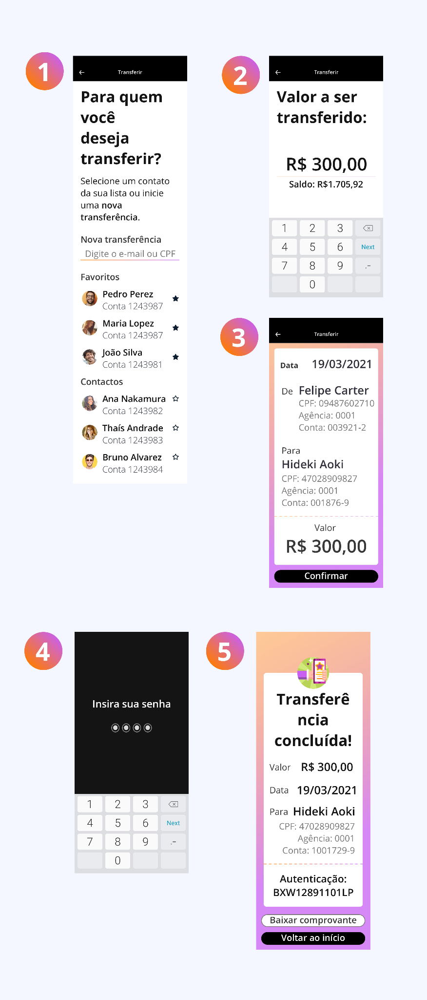 1
Transferir
Para quem
você
deseja
transferir?
Selecione um contato
da sua lista ou inicie
uma nova
transferência.
Nova transferência
Digite o e-mail ou CPF
Favoritos
Pedro Perez
Conta 1243987
Maria Lopez
Conta 1243987
João Silva
Conta 1243981
Contactos
Ana Nakamura
Conta 1243982
Thaís Andrade
Conta 1243983
Bruno Alvarez
Conta 1243984
2
Transferir
Valor a ser
transferido:
R$ 300,00
Saldo: R$1.705,92
1 2 3
4 5 6 Next
7 8 9 .-
0
3
Transferir
Data 19/03/2021
De Felipe Carter
CPF: 09487602710
Agência: 0001
Conta: 003921-2
Para
Hideki Aoki
CPF: 47028909827
Agência: 0001
Conta: 001876-9
Valor
R$ 300,00
Confirmar
4
Insira sua senha
1 2 3
4 5 6 Next
7 8 9 .-
0
5
Transferê
ncia
concluída!
Valor R$ 300,00
Data 19/03/2021
Para Hideki Aoki
CPF: 47028909827
Agência: 0001
Conta: 1001729-9
Autenticação:
BXW12891101LP
Baixar comprovante
Voltar ao início